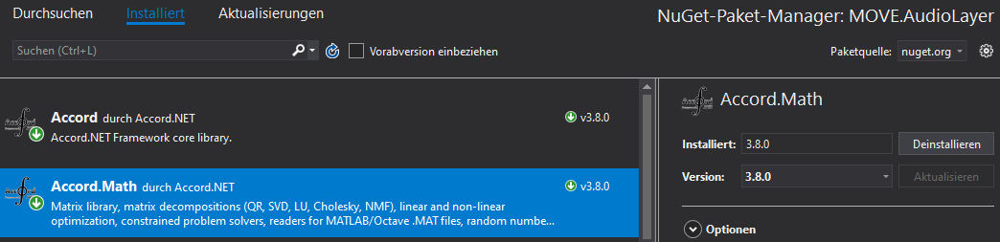 Durchsuchen Installiert Aktualisierungen
NuGet-Paket-Manager: MOVE.AudioLayer
Suchen (Ctrl+L)
Vorabversion einbeziehen
Paketquelle: nuget.org
Accord durch Accord.NET v3.8.0
Accord.NET Framework core library.
Accord.Math durch Accord.NET v3.8.0
Matrix library, matrix decompositions (QR, SVD, LU, Cholesky, NMF), linear and non-linear
optimization, constrained problem solvers, readers for MATLAB/Octave .MAT files, random numbe...
Accord.Math
Installiert: 3.8.0 Deinstallieren
Version: 3.8.0 Aktualisieren
Optionen